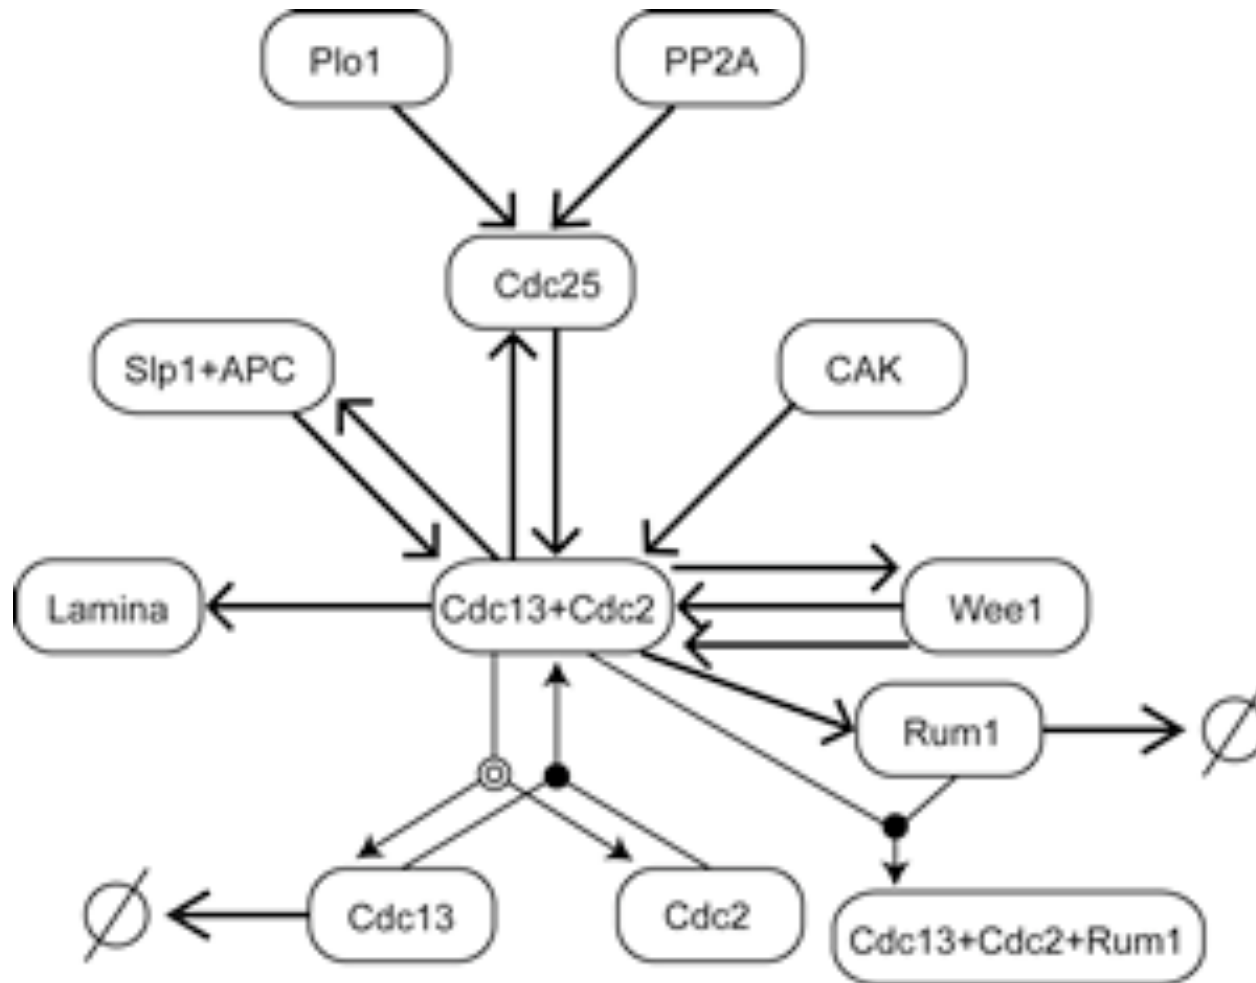 Plo1
PP2A
Cdc25
Slp1+APC
CAK
Lamina
Cdc13+Cdc2
Wee1
Rum1
Cdc13
Cdc2
Cdc13+Cdc2+Rum1